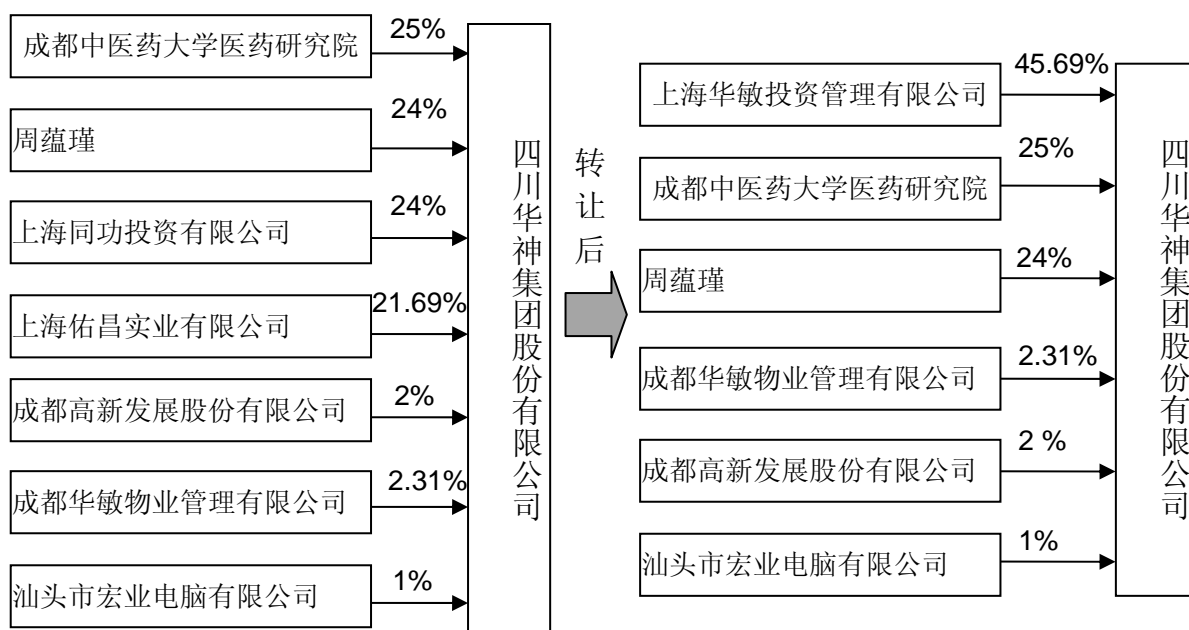 成都中医药大学医药研究院
25%
周蕴瑾
24%
上海同功投资有限公司
24%
上海佑昌实业有限公司
21.69%
成都高新发展股份有限公司
2%
成都华敏物业管理有限公司
2.31%
汕头市宏业电脑有限公司
1%
四川华神集团股份有限公司
转让后
上海华敏投资管理有限公司
45.69%
成都中医药大学医药研究院
25%
周蕴瑾
24%
成都华敏物业管理有限公司
2.31%
成都高新发展股份有限公司
2 %
汕头市宏业电脑有限公司
1%
四川华神集团股份有限公司